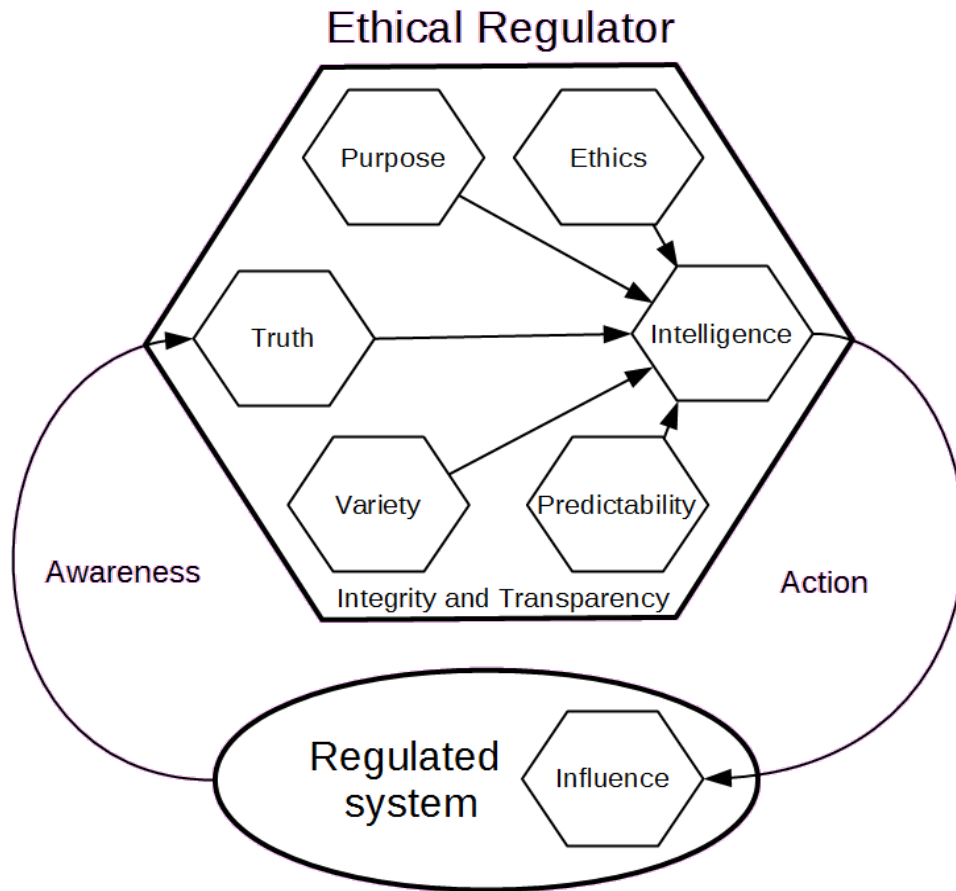 Ethical Regulator
Purpose
Ethics
Truth
Intelligence
Variety
Predictability
Integrity and Transparency
Awareness
Action
Regulated
system
Influence